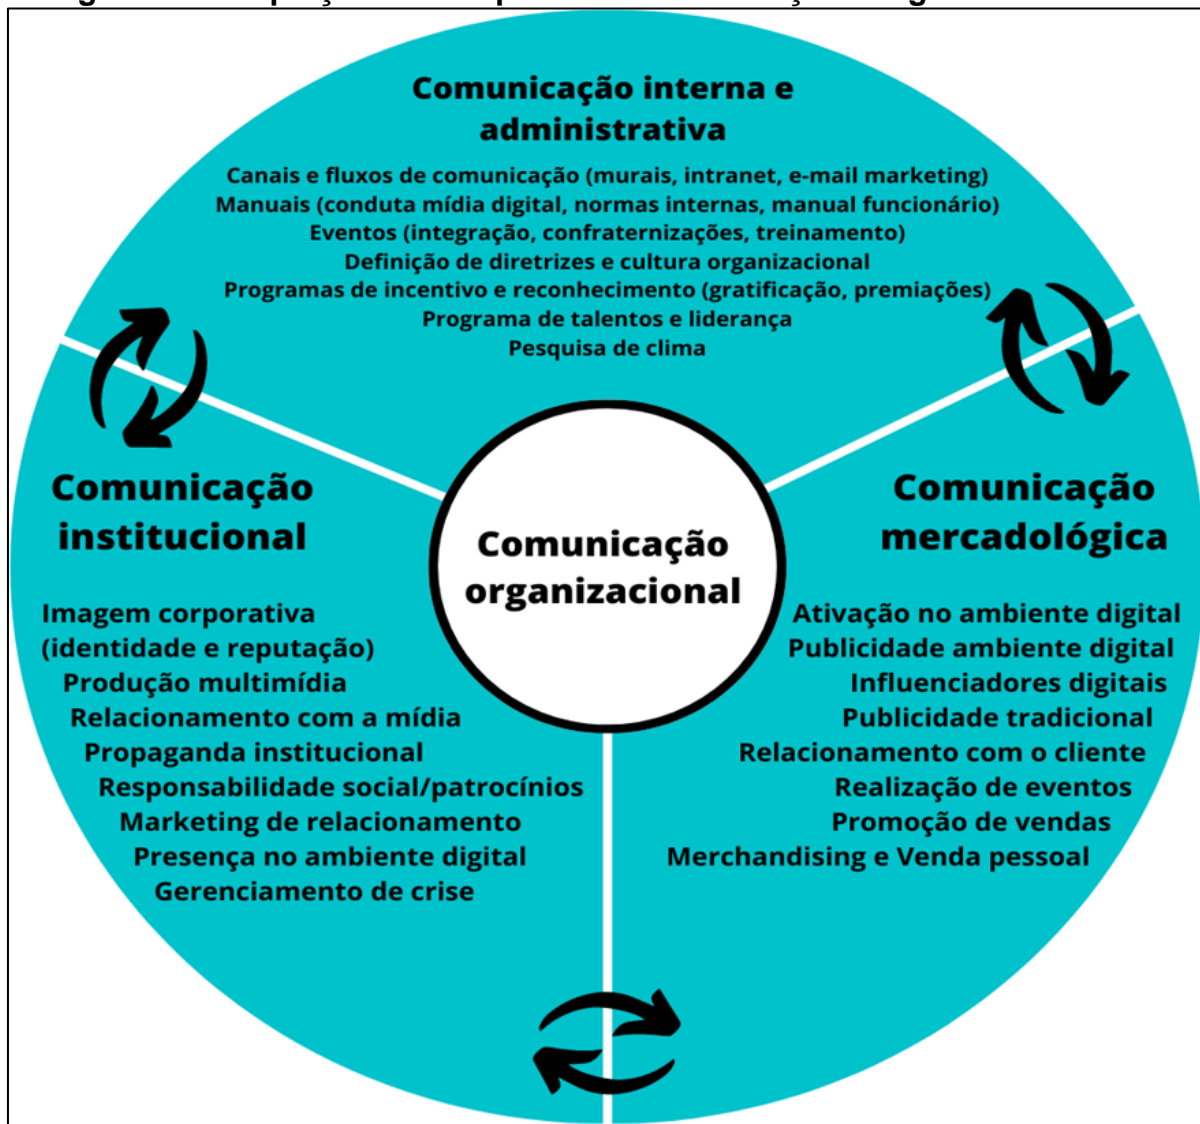 Comunicação interna e
administrativa
Canais e fluxos de comunicação (murais, intranet, e-mail marketing)
Manuais (conduta mídia digital, normas internas, manual funcionário)
Eventos (integração, confraternizações, treinamento)
Definição de diretrizes e cultura organizacional
Programas de incentivo e reconhecimento (gratificação, premiações)
Programa de talentos e liderança
Pesquisa de clima
Comunicação
institucional
Imagem corporativa
(identidade e reputação)
Produção multimídia
Relacionamento com a mídia
Propaganda institucional
Responsabilidade social/patrocínios
Marketing de relacionamento
Presença no ambiente digital
Gerenciamento de crise
Comunicação
organizacional
Comunicação
mercadológica
Ativação no ambiente digital
Publicidade ambiente digital
Influenciadores digitais
Publicidade tradicional
Relacionamento com o cliente
Realização de eventos
Promoção de vendas
Merchandising e Venda pessoal